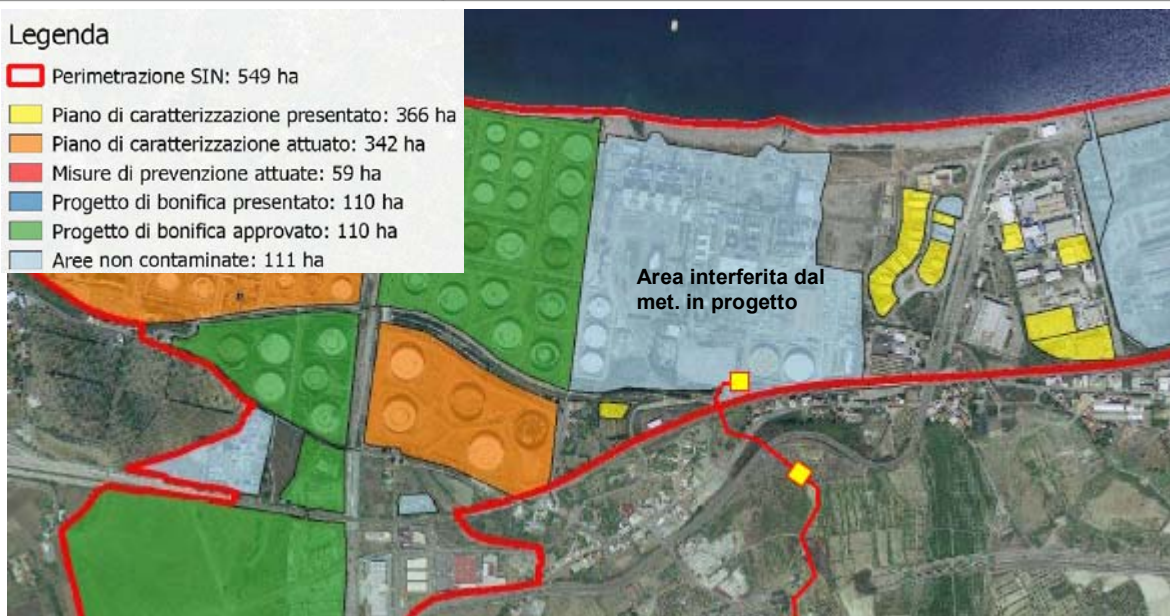 Legenda
Perimetrazione SIN: 549 ha
Piano di caratterizzazione presentato: 366 ha
Piano di caratterizzazione attuato: 342 ha
Misure di prevenzione attuate: 59 ha
Progetto di bonifica presentato: 110 ha
Progetto di bonifica approvato: 110 ha
Aree non contaminate: 111 ha
Area interferita dal
met. in progetto